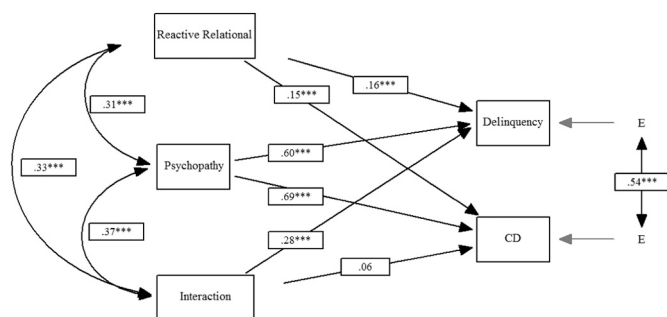 Reactive Relational
.31***
.15***
.16***
Delinquency
E
.60***
.33***
Psychopathy
.54***
.69***
.37***
.28***
CD
E
.06
Interaction